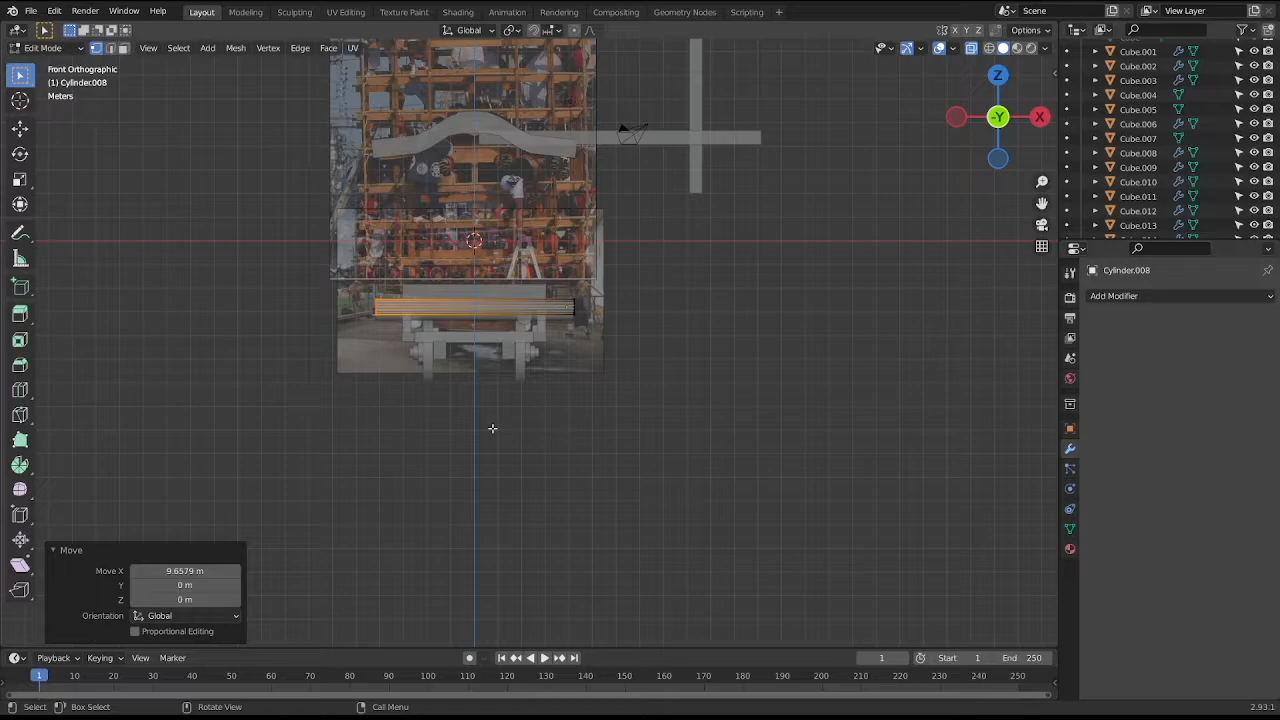 File Edit Render Window Help Layout Modeling Sculpting UV Editing Texture Paint Shading Animation Rendering Compositing Geometry Nodes Scripting + Scene View Layer
Global Options
Edit Mode View Select Add Mesh Vertex Edge Face UV X Y Z
Front Orthographic
(1) Cylinder.008
Meters
Z
-Y X
Cube.001
Cube.002
Cube.003
Cube.004
Cube.005
Cube.006
Cube.007
Cube.008
Cube.009
Cube.010
Cube.011
Cube.012
Cube.013
Cylinder.008
Add Modifier
Move
Move X 9.6579 m
Y 0 m
Z 0 m
Orientation Global
Proportional Editing
Playback Keying View Marker 1 Start 1 End 250
1 10 20 30 40 50 60 70 80 90 100 110 120 130 140 150 160 170 180 190 200 210 220 230 240 250
Select Box Select Rotate View Call Menu 2.93.1